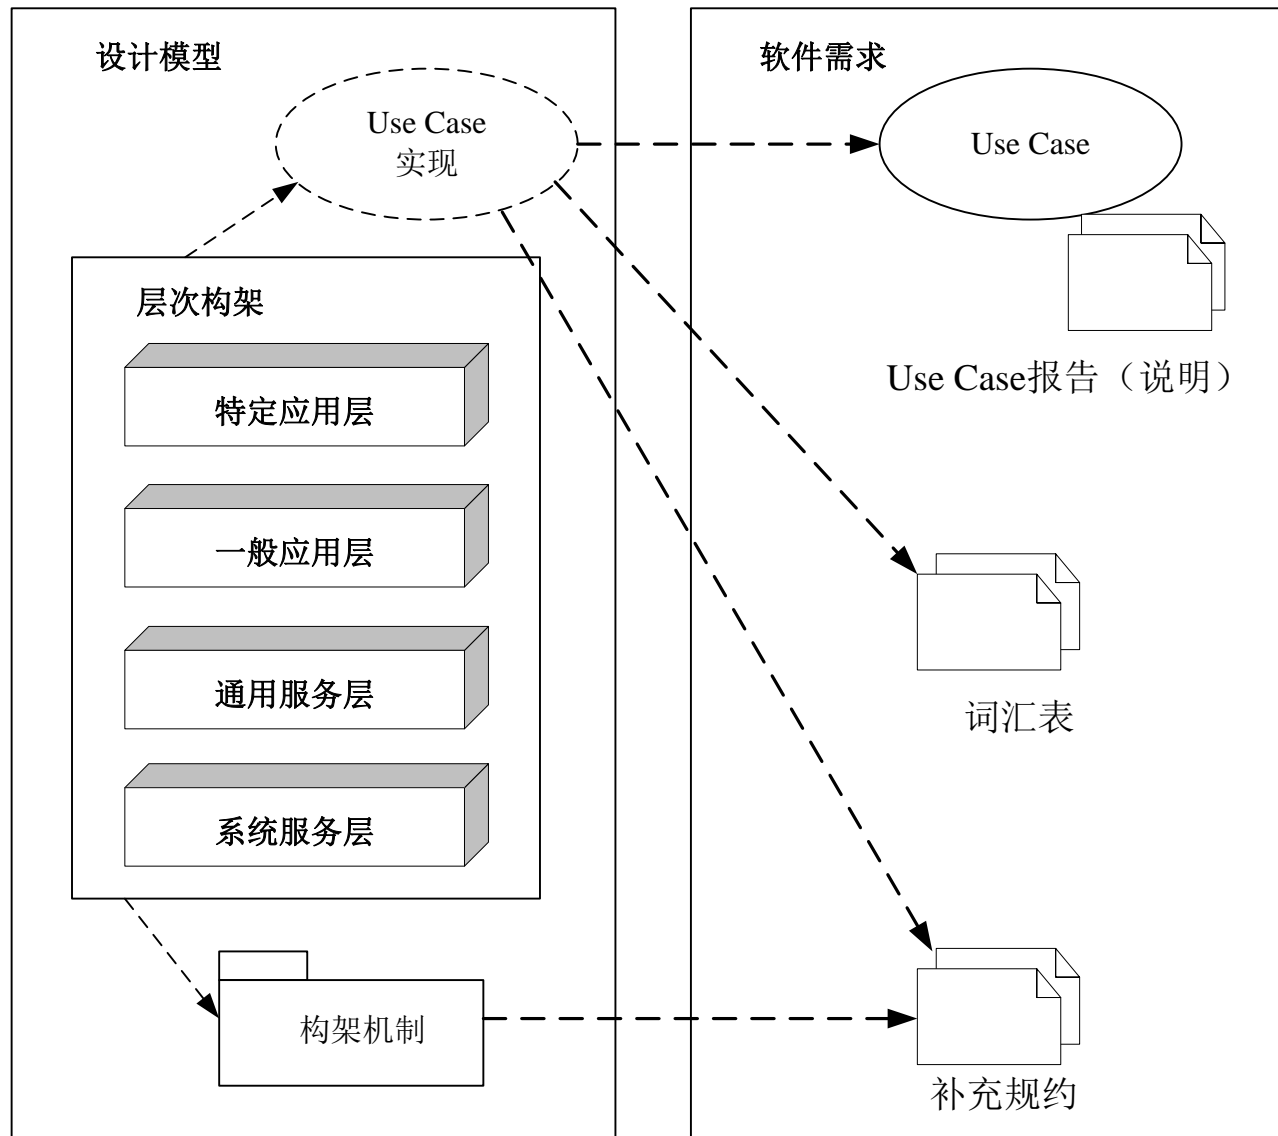 设计模型
Use Case
实现
层次构架
特定应用层
一般应用层
通用服务层
系统服务层
构架机制
软件需求
Use Case
Use Case报告（说明）
词汇表
补充规约